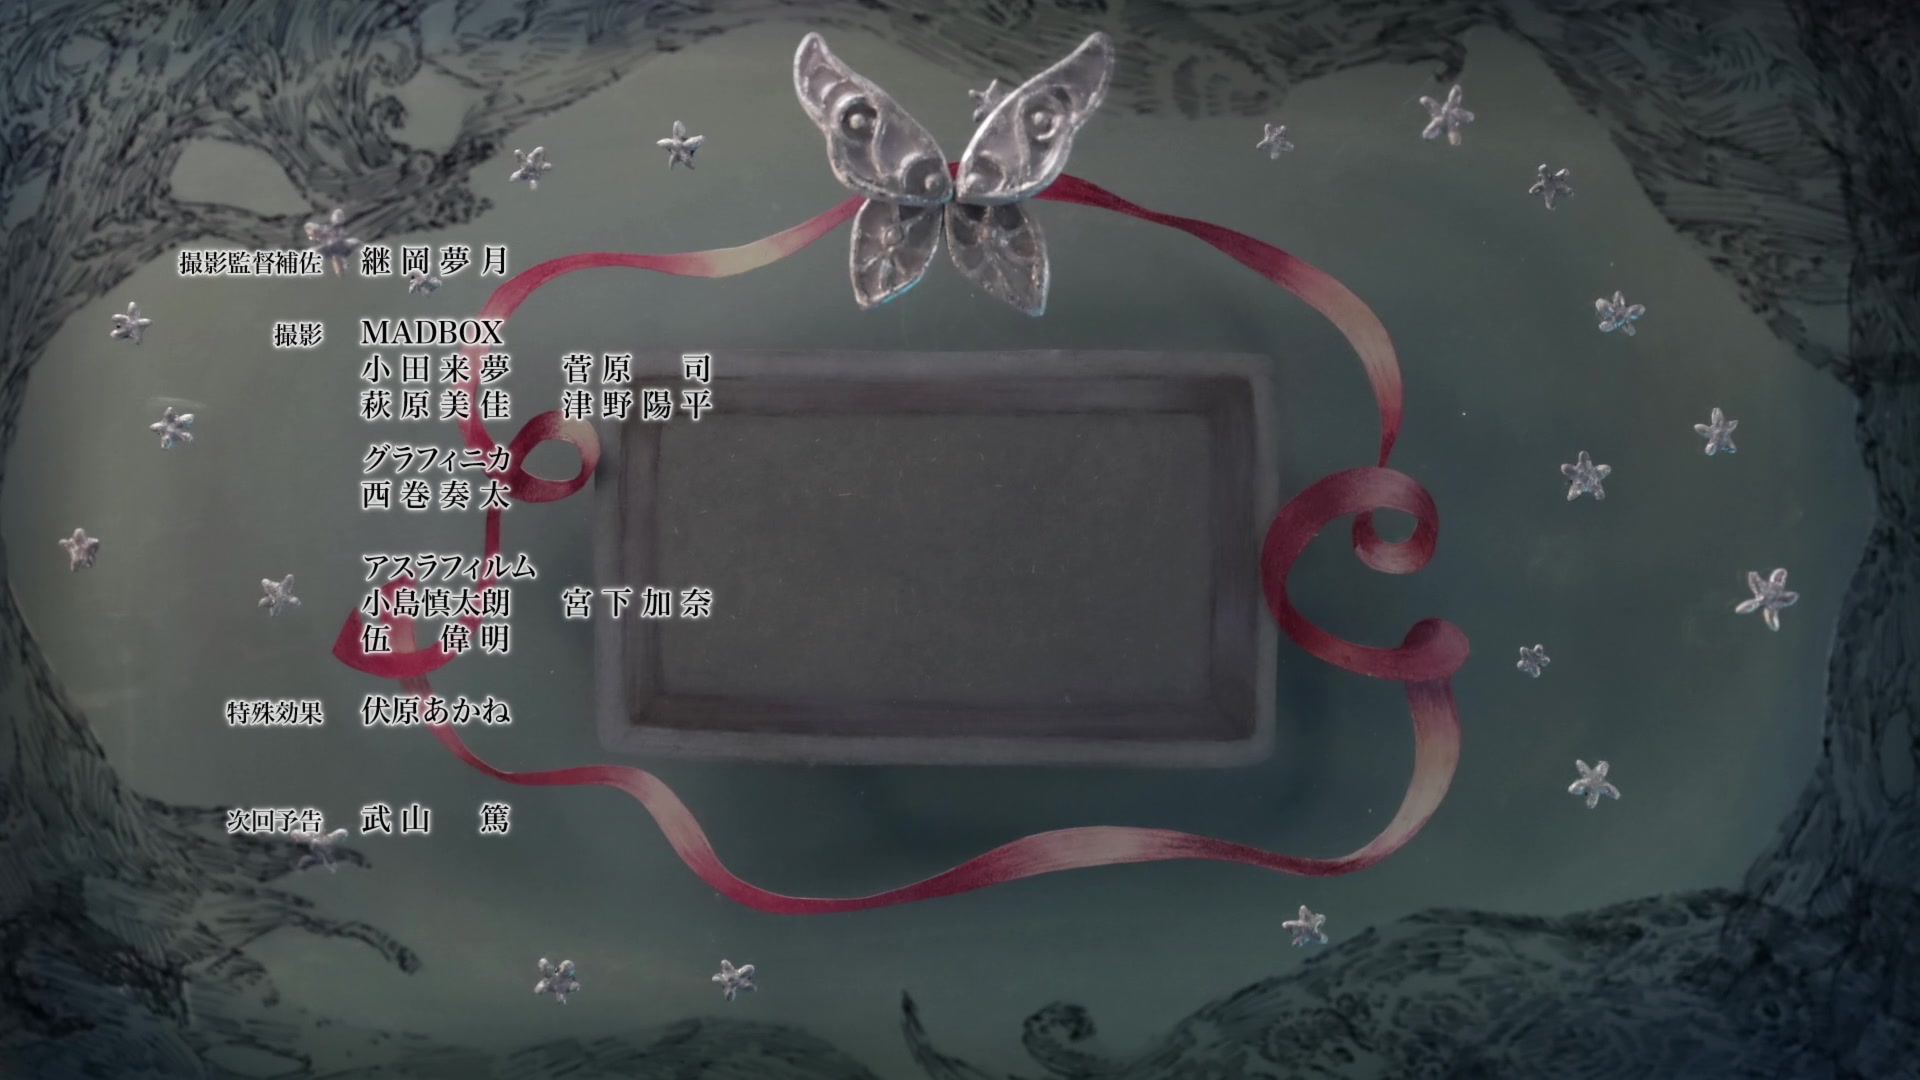 撮影監督補佐 継岡夢月
撮影 MADBOX
小田来夢 菅原 司
萩原美佳 津野陽平
グラフィニカ
西巻奏太
アスラフィルム
小島慎太朗 宮下加奈
伍 偉明
特殊効果 伏原あかね
次回予告 武山 篤